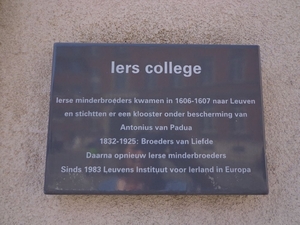 Iers college
Ierse minderbroeders kwamen in 1606-1607 naar Leuven
en stichtten er een klooster onder bescherming van
Antonius van Padua
1832-1925: Broeders van Liefde
Daarna opnieuw Ierse minderbroeders
Sinds 1983 Leuvens Instituut voor Ierland in Europa